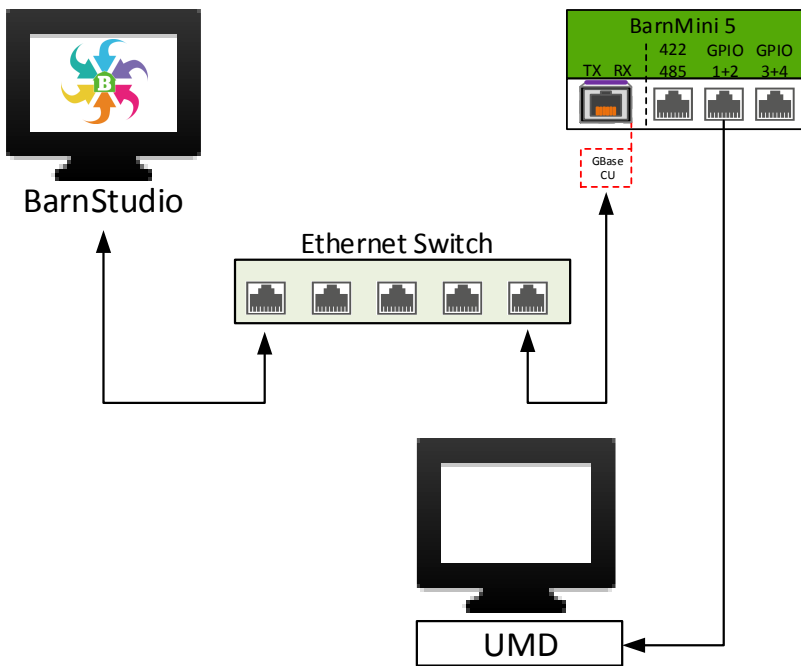 BarnMini 5
422 GPIO GPIO
TX RX 485 1+2 3+4
B
GBase
CU
BarnStudio
Ethernet Switch
UMD